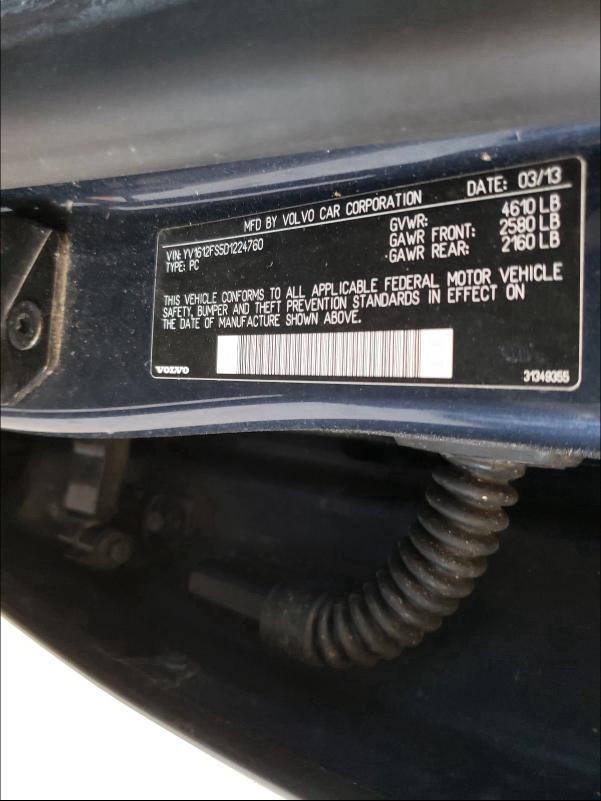 MFD BY VOLVO CAR CORPORATION DATE: 03/13
VIN: YV1612FS5D1224760
TYPE: PC
GVWR: 4610 LB
GAWR FRONT: 2580 LB
GAWR REAR: 2160 LB
THIS VEHICLE CONFORMS TO ALL APPLICABLE FEDERAL MOTOR VEHICLE
SAFETY, BUMPER AND THEFT PREVENTION STANDARDS IN EFFECT ON
THE DATE OF MANUFACTURE SHOWN ABOVE.
VOLVO 31349355